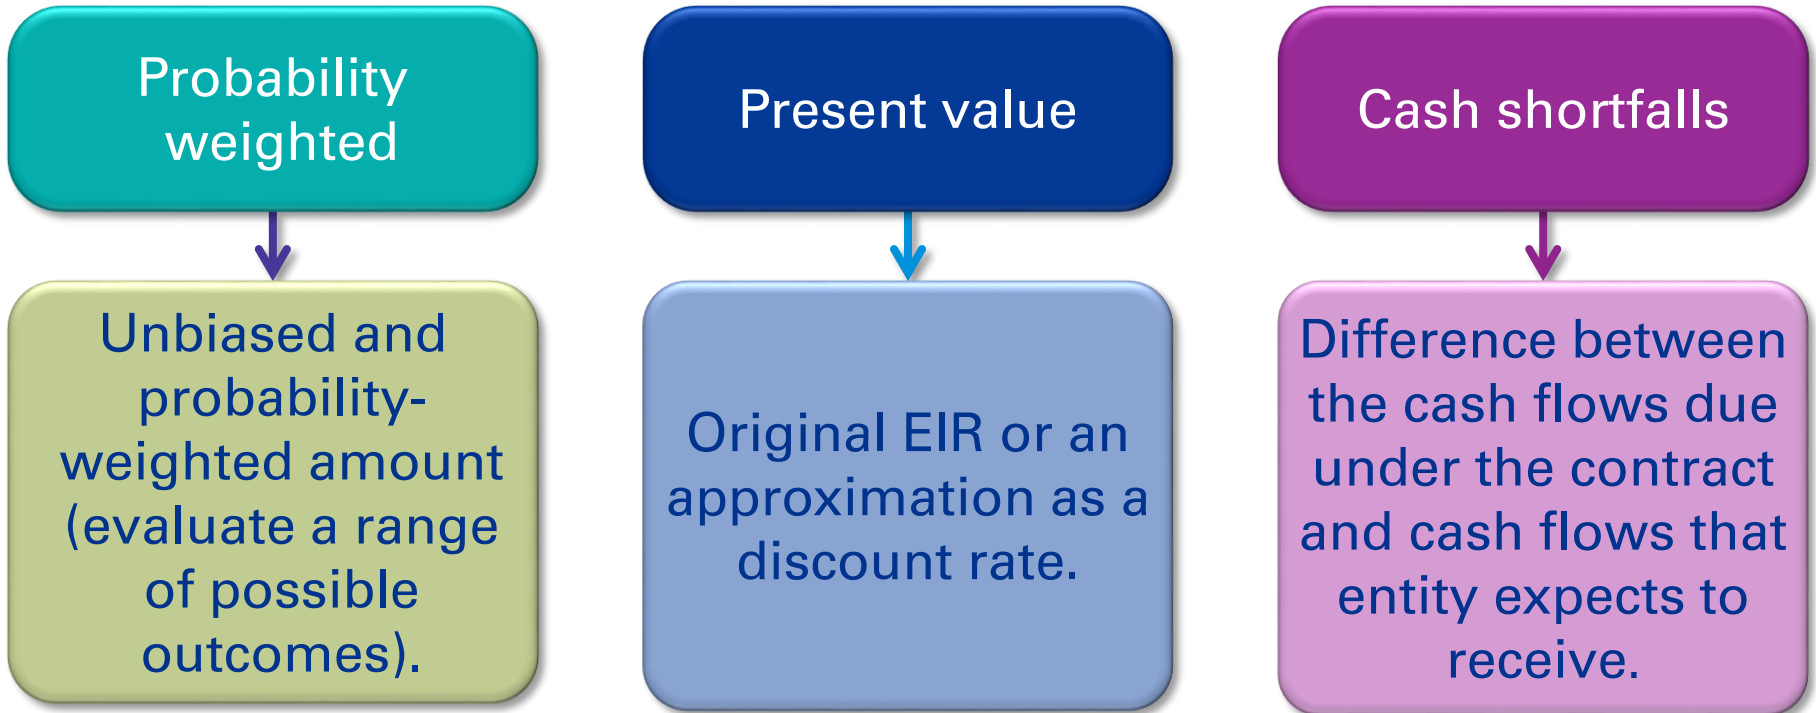 Probability
weighted
Present value
Cash shortfalls
Unbiased and
probability-
weighted amount
(evaluate a range
of possible
outcomes).
Original EIR or an
approximation as a
discount rate.
Difference between
the cash flows due
under the contract
and cash flows that
entity expects to
receive.